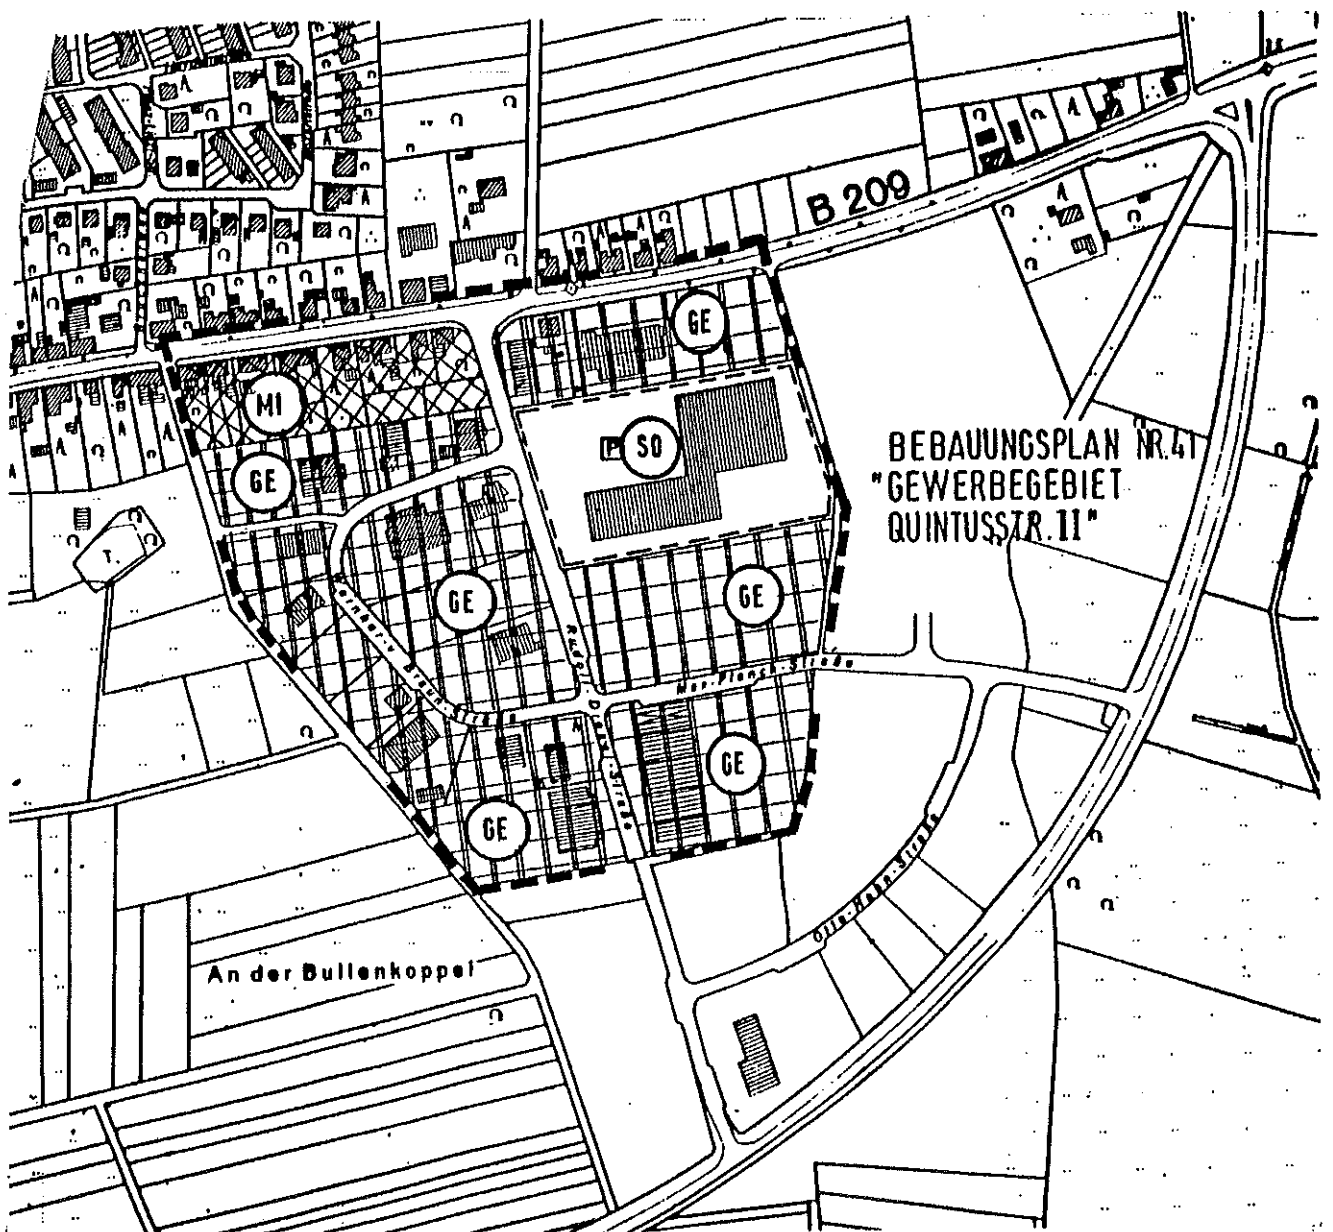 B 209
GE
MI
SO
P
GE
BEBAUUNGSPLAN NR.41
"GEWERBEGEBIET
QUINTUSSTR.II"
T.
GE
GE
Max-Planck-Straße
GE
GE
Otto-Hahn-Straße
An der Bullenkoppel